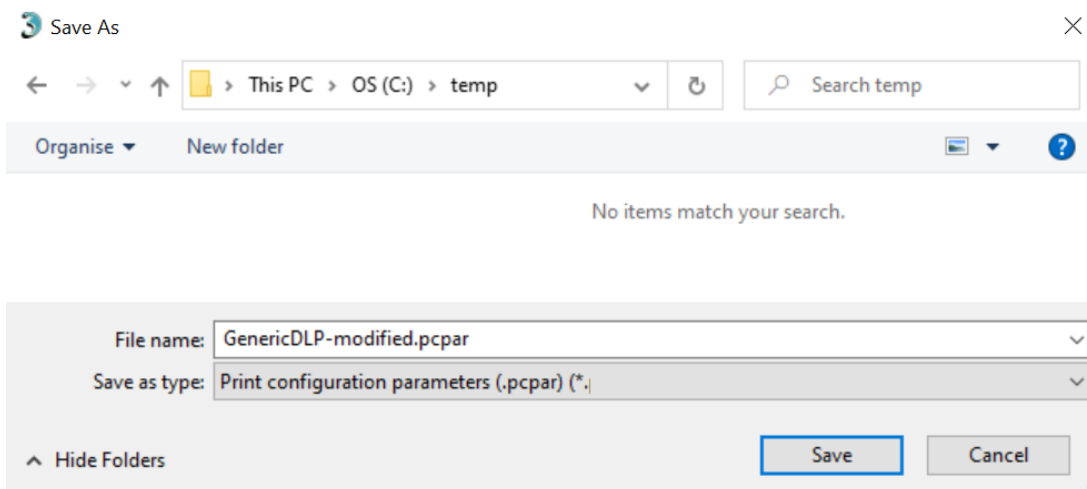 Save As
This PC > OS (C:) > temp
Search temp
Organise
New folder
?
No items match your search.
File name: GenericDLP-modified.pcpar
Save as type: Print configuration parameters (.pcpar) (*.
Hide Folders
Save
Cancel